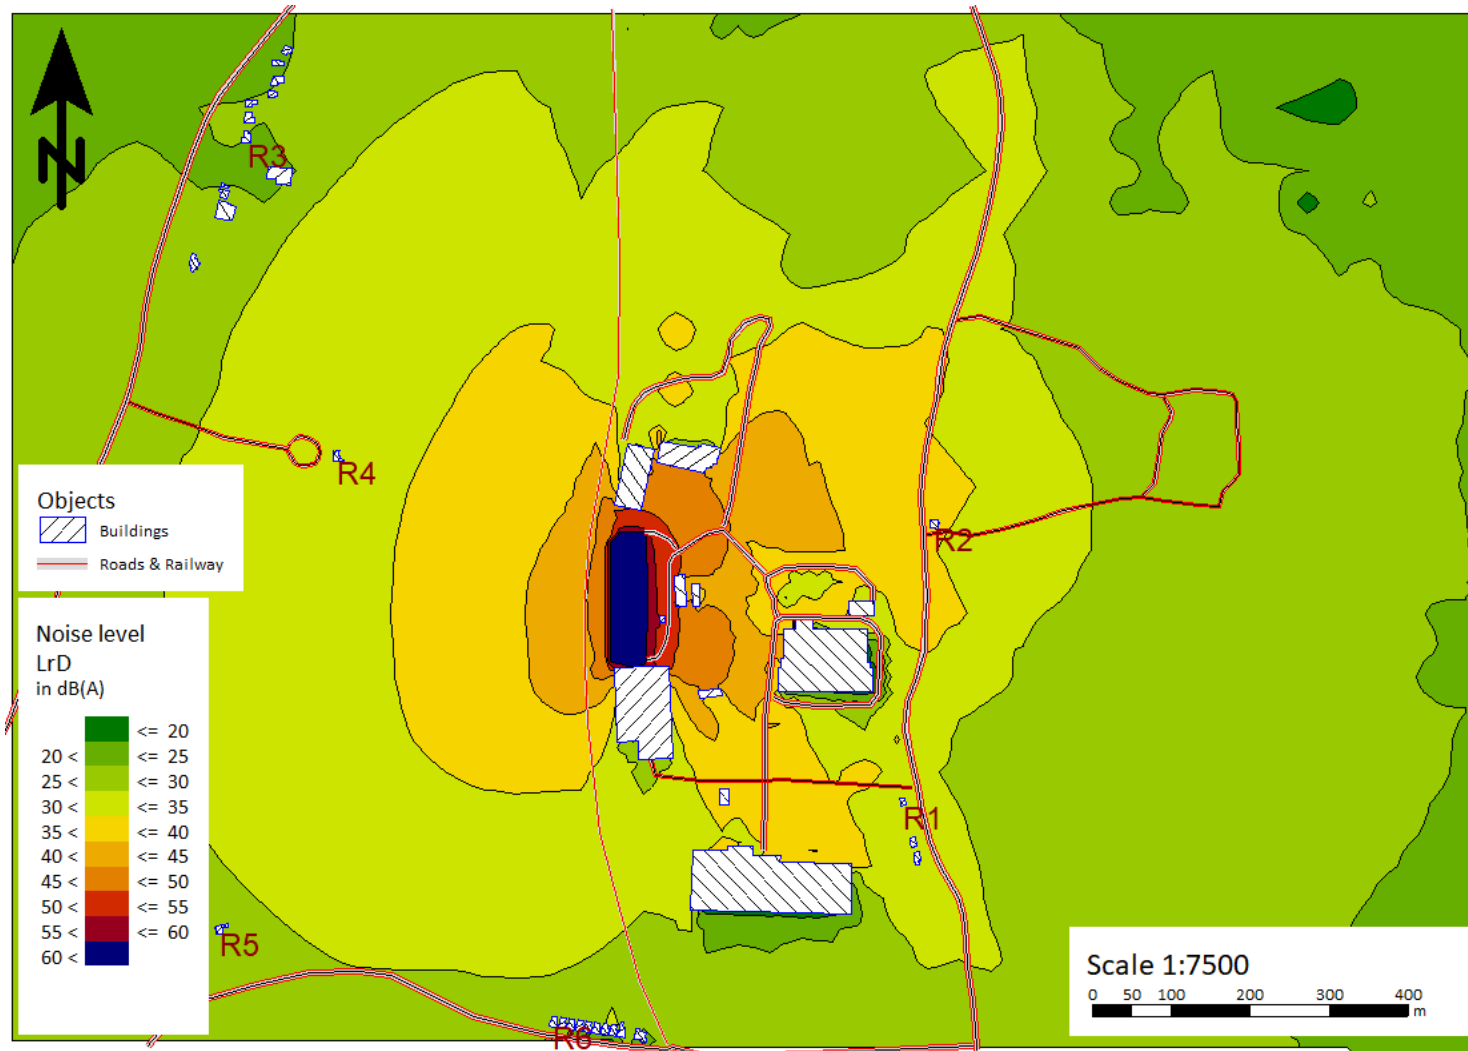 N
R3
R4
R2
Objects
Buildings
Roads & Railway
Noise level
LrD
in dB(A)
<= 20
20 < <= 25
25 < <= 30
30 < <= 35
35 < <= 40
40 < <= 45
45 < <= 50
50 < <= 55
55 < <= 60
60 <
R1
R5
R6
Scale 1:7500
0 50 100 200 300 400
m